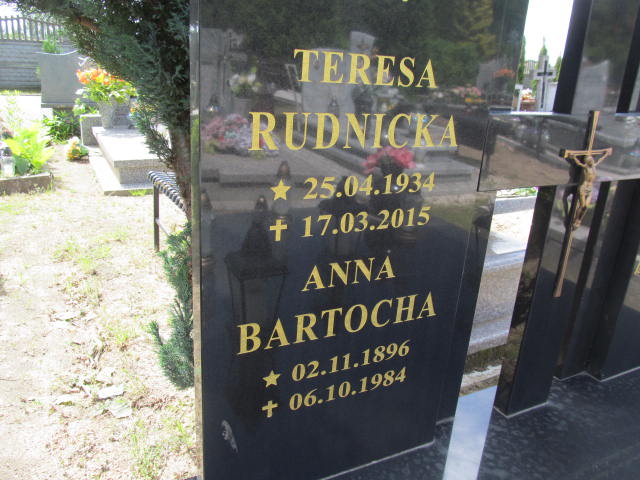 TERESA
RUDNICKA
★ 25.04.1934
✝ 17.03.2015
ANNA
BARTOCHA
★ 02.11.1896
✝ 06.10.1984